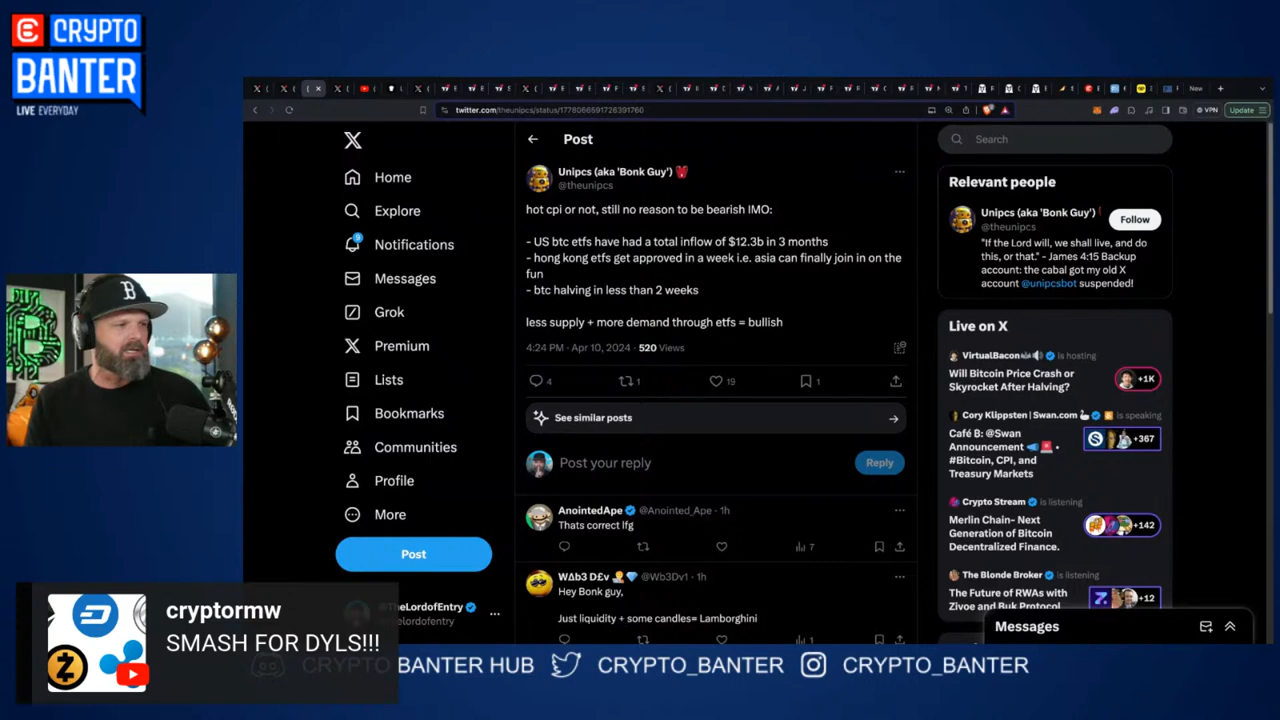 CRYPTO
BANTER
LIVE EVERYDAY
twitter.com/theunipcs/status/1778066591726391760
VPN
Update
New
Home
Explore
Notifications
Messages
Grok
Premium
Lists
Bookmarks
Communities
Profile
More
Post
@TheLordofEntry
@thelordofentry
Post
Unipcs (aka 'Bonk Guy')
@theunipcs
hot cpi or not, still no reason to be bearish IMO:
- US btc etfs have had a total inflow of $12.3b in 3 months
- hong kong etfs get approved in a week i.e. asia can finally join in on the
fun
- btc halving in less than 2 weeks
less supply + more demand through etfs = bullish
4:24 PM · Apr 10, 2024 · 520 Views
4
1
19
1
See similar posts
Post your reply
Reply
AnointedApe @Anointed_Ape · 1h
Thats correct lfg
7
W∆b3 D£v @Wb3Dv1 · 1h
Hey Bonk guy,
Just liquidity + some candles= Lamborghini
1
Search
Relevant people
Unipcs (aka 'Bonk Guy')
@theunipcs
Follow
"If the Lord will, we shall live, and do
this, or that." - James 4:15 Backup
account: the cabal got my old X
account @unipcsbot suspended!
Live on X
VirtualBacon is hosting
Will Bitcoin Price Crash or
Skyrocket After Halving?
+1K
Cory Klippsten | Swan.com is speaking
Café B: @Swan
Announcement
#Bitcoin, CPI, and
Treasury Markets
+367
Crypto Stream is listening
Merlin Chain- Next
Generation of Bitcoin
Decentralized Finance.
+142
The Blonde Broker is listening
The Future of RWAs with
Zivoe and Buk Protocol
+12
Messages
cryptormw
SMASH FOR DYLS!!!
CRYPTO BANTER HUB
CRYPTO_BANTER
CRYPTO_BANTER